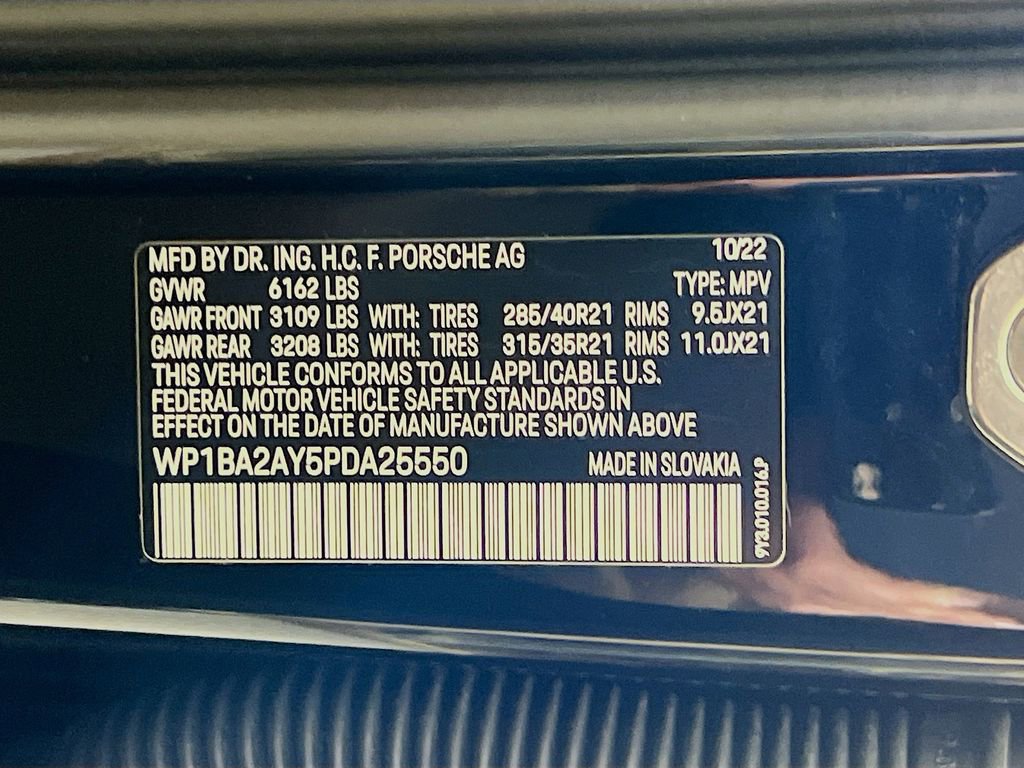 MFD BY DR. ING. H.C. F. PORSCHE AG 10/22
GVWR 6162 LBS TYPE: MPV
GAWR FRONT 3109 LBS WITH: TIRES 285/40R21 RIMS 9.5JX21
GAWR REAR 3208 LBS WITH: TIRES 315/35R21 RIMS 11.0JX21
THIS VEHICLE CONFORMS TO ALL APPLICABLE U.S.
FEDERAL MOTOR VEHICLE SAFETY STANDARDS IN
EFFECT ON THE DATE OF MANUFACTURE SHOWN ABOVE
WP1BA2AY5PDA25550 MADE IN SLOVAKIA
9Y3.010.016.P